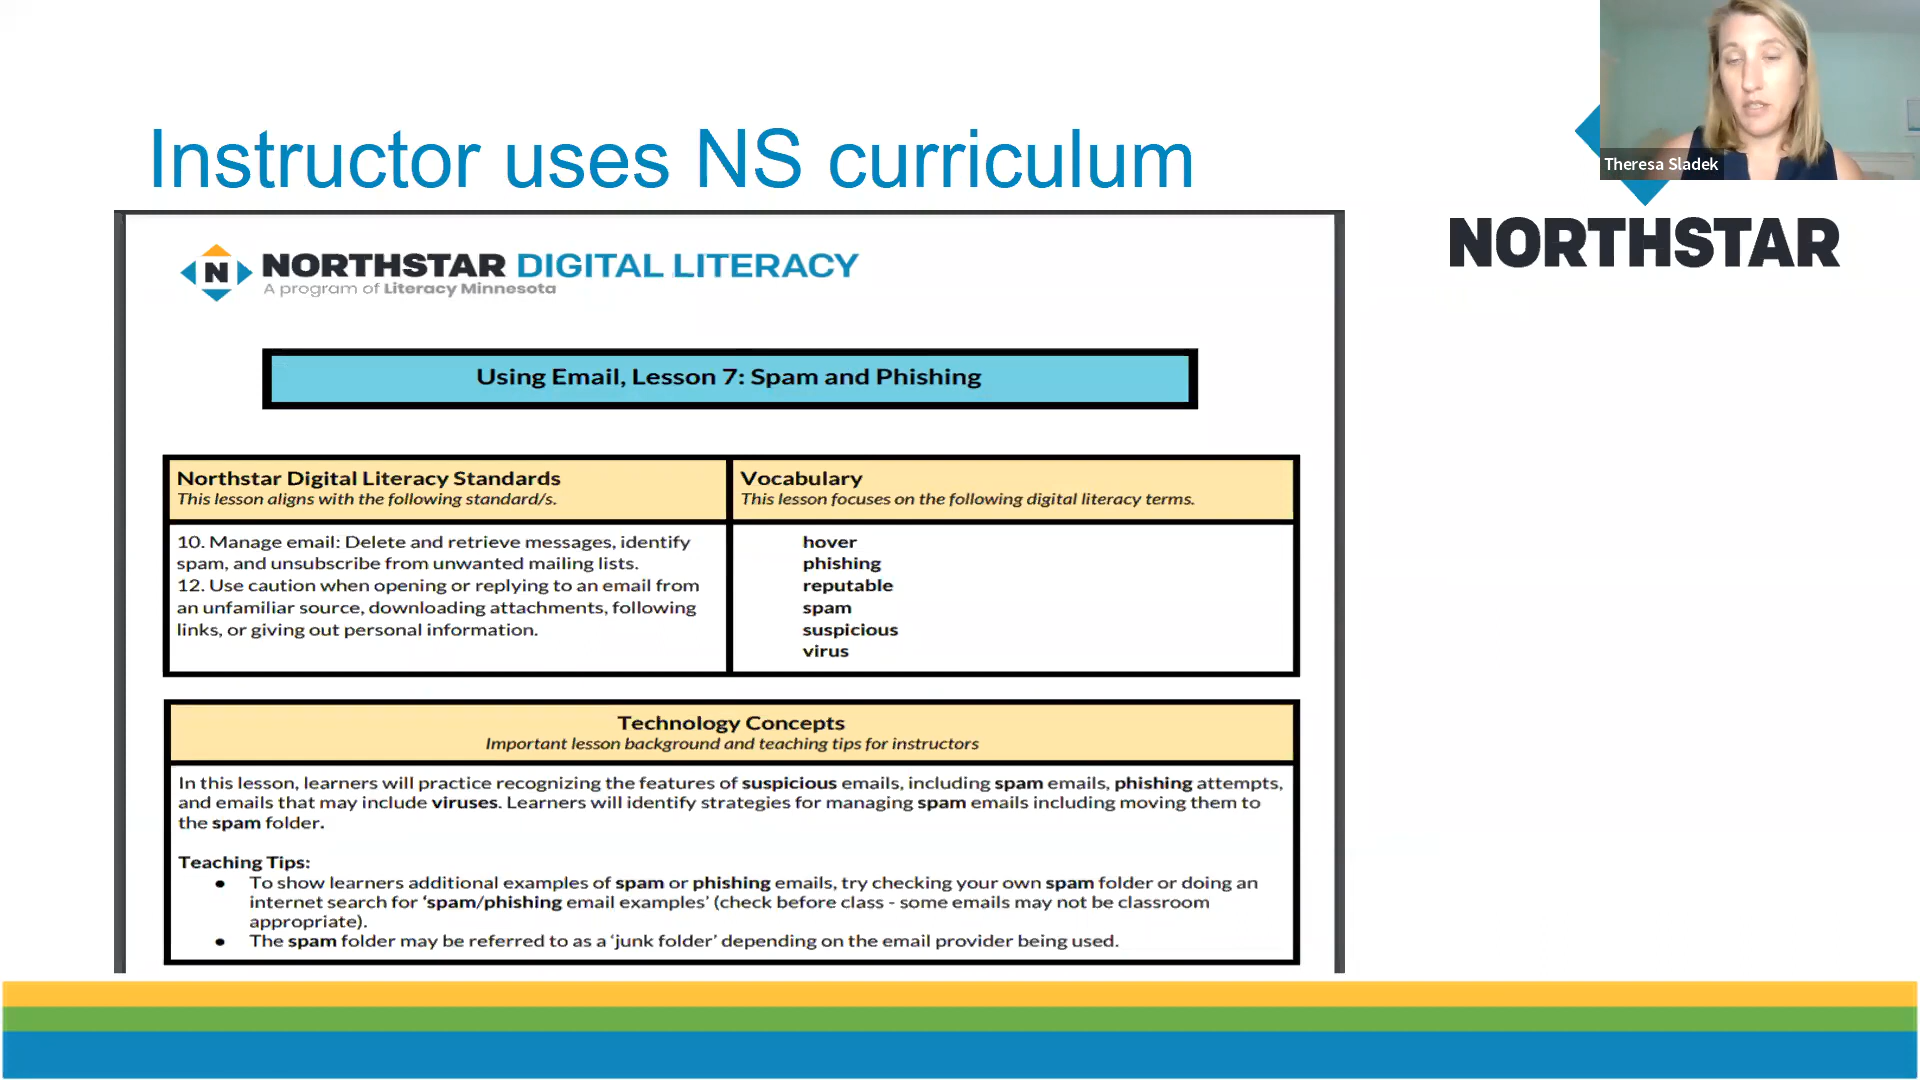 Instructor uses NS curriculum
Theresa Sladek
NORTHSTAR
N
NORTHSTAR DIGITAL LITERACY
A program of Literacy Minnesota
Using Email, Lesson 7: Spam and Phishing
Northstar Digital Literacy Standards
This lesson aligns with the following standard/s.
10. Manage email: Delete and retrieve messages, identify
spam, and unsubscribe from unwanted mailing lists.
12. Use caution when opening or replying to an email from
an unfamiliar source, downloading attachments, following
links, or giving out personal information.
Vocabulary
This lesson focuses on the following digital literacy terms.
hover
phishing
reputable
spam
suspicious
virus
Technology Concepts
Important lesson background and teaching tips for instructors
In this lesson, learners will practice recognizing the features of suspicious emails, including spam emails, phishing attempts,
and emails that may include viruses. Learners will identify strategies for managing spam emails including moving them to
the spam folder.
Teaching Tips:
● To show learners additional examples of spam or phishing emails, try checking your own spam folder or doing an
internet search for ‘spam/phishing email examples’ (check before class - some emails may not be classroom
appropriate).
● The spam folder may be referred to as a ‘junk folder’ depending on the email provider being used.